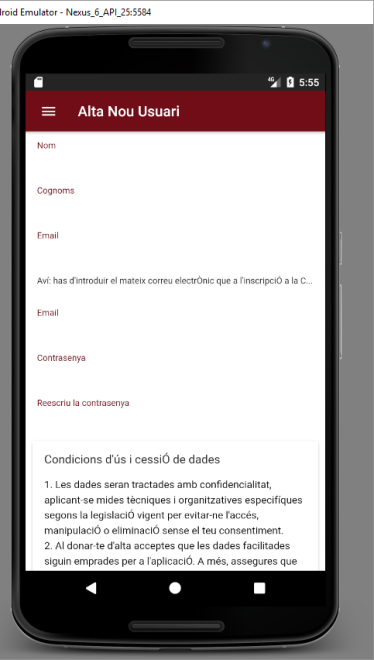 droid Emulator - Nexus_6_API_25:5584
4G 5:55
Alta Nou Usuari
Nom
Cognoms
Email
Aví: has d'introduir el mateix correu electrÒnic que a l'inscripciÓ a la C...
Email
Contrasenya
Reescriu la contrasenya
Condicions d'ús i cessiÓ de dades
1. Les dades seran tractades amb confidencialitat,
aplicant-se mides tècniques i organitzatives específiques
segons la legislaciÓ vigent per evitar-ne l'accés,
manipulaciÓ o eliminaciÓ sense el teu consentiment.
2. Al donar-te d'alta acceptes que les dades facilitades
siguin emprades per a l'aplicaciÓ. A més, assegures que